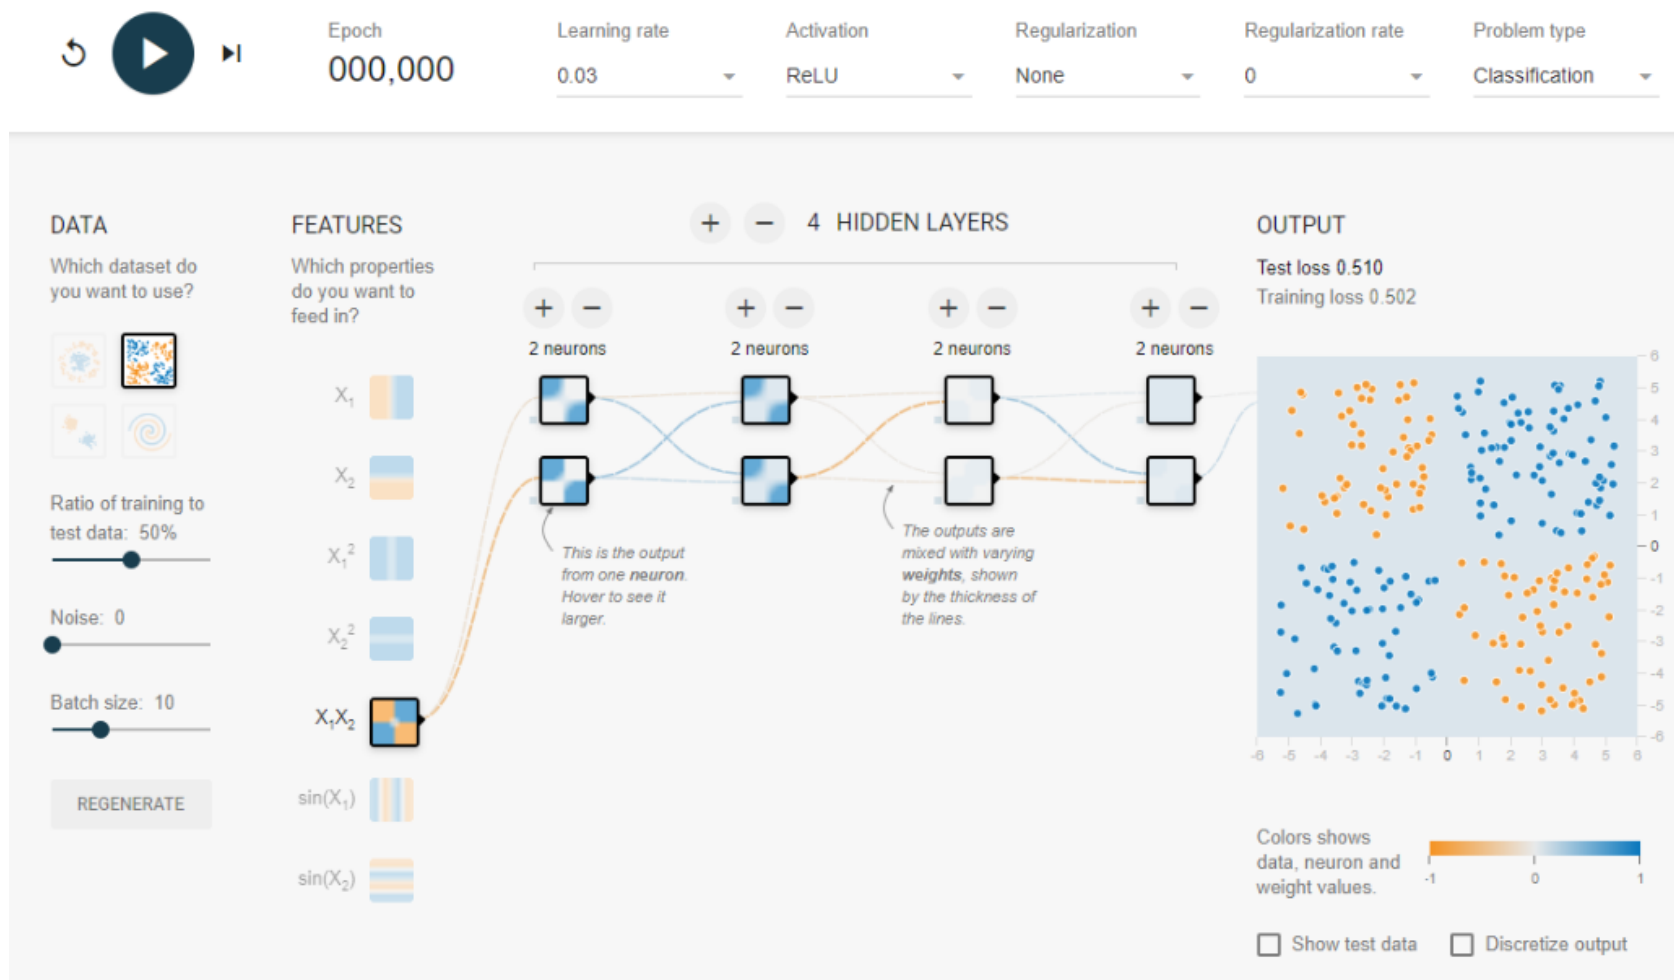 Epoch
000,000
Learning rate
0.03
Activation
ReLU
Regularization
None
Regularization rate
0
Problem type
Classification
DATA
Which dataset do
you want to use?
Ratio of training to
test data: 50%
Noise: 0
Batch size: 10
REGENERATE
FEATURES
Which properties
do you want to
feed in?
X₁
X₂
X₁²
X₂²
X₁X₂
sin(X₁)
sin(X₂)
+ − 4 HIDDEN LAYERS
+ −
2 neurons
+ −
2 neurons
+ −
2 neurons
+ −
2 neurons
This is the output
from one neuron.
Hover to see it
larger.
The outputs are
mixed with varying
weights, shown
by the thickness of
the lines.
OUTPUT
Test loss 0.510
Training loss 0.502
6
5
4
3
2
1
0
-1
-2
-3
-4
-5
-6
-6 -5 -4 -3 -2 -1 0 1 2 3 4 5 6
Colors shows
data, neuron and
weight values.
-1 0 1
Show test data
Discretize output